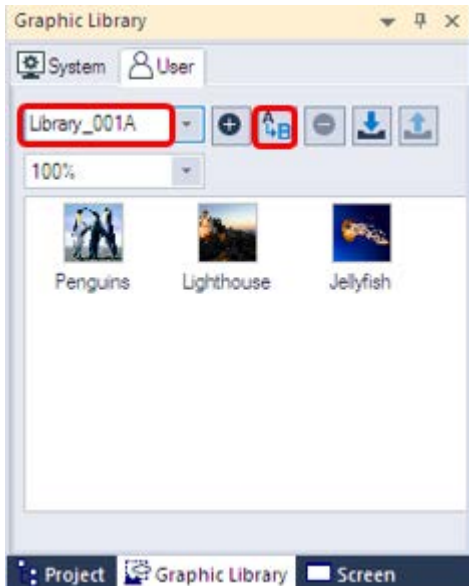 Graphic Library
System User
Library_001A
A B
100%
Penguins Lighthouse Jellyfish
Project Graphic Library Screen